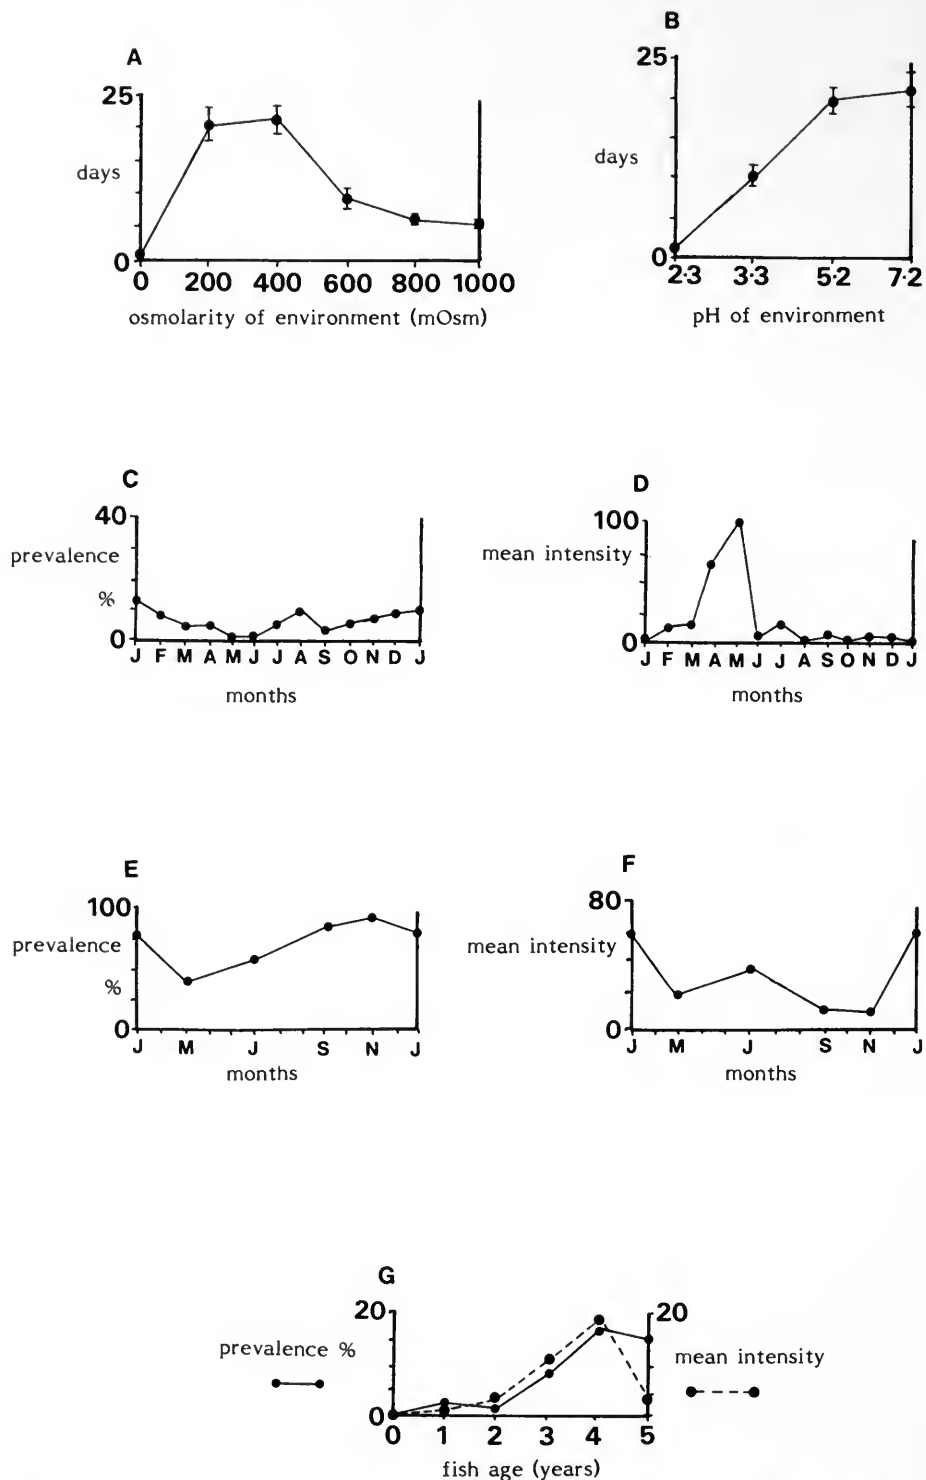 A
25
days
0
0 200 400 600 800 1000
osmolarity of environment (mOsm)
B
25
days
0
2·3 3·3 5·2 7·2
pH of environment
C
40
prevalence
%
0
J F M A M J J A S O N D J
months
D
100
mean intensity
0
J F M A M J J A S O N D J
months
E
100
prevalence
%
0
J M J S N J
months
F
80
mean intensity
0
J M J S N J
months
G
20
prevalence %
0
0 1 2 3 4 5
fish age (years)
20
mean intensity